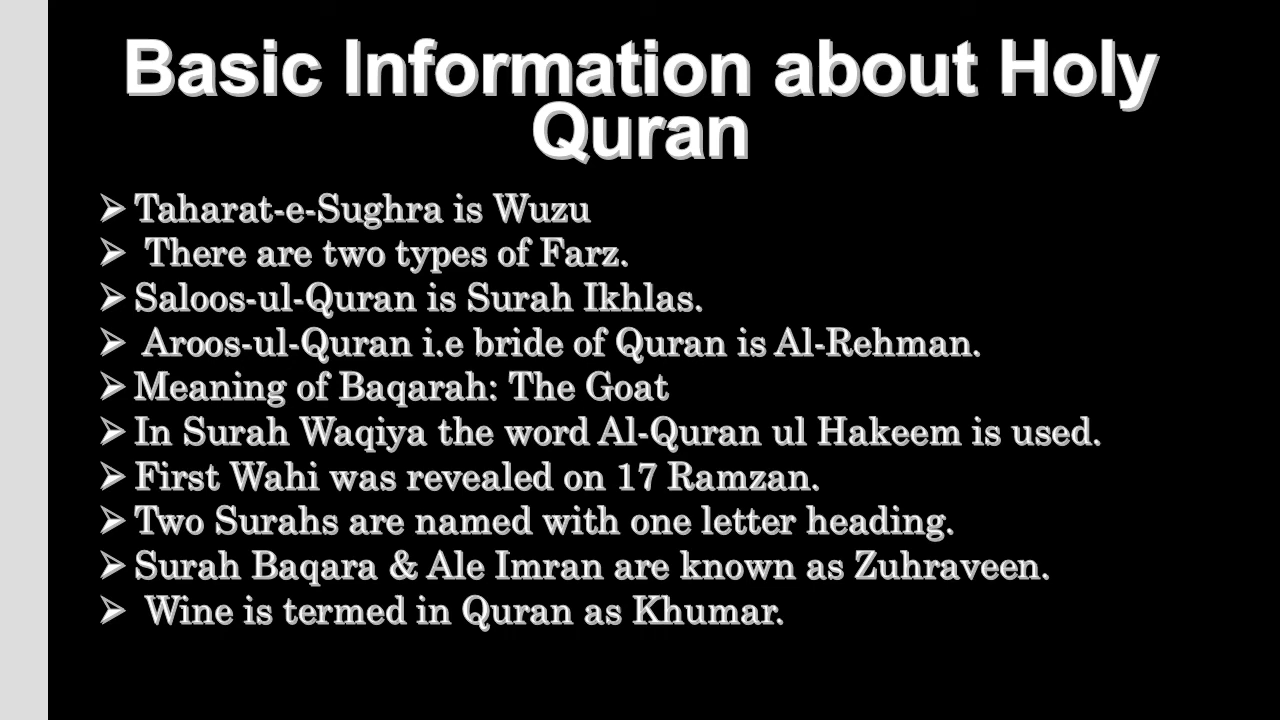 Basic Information about Holy
Quran
➢ Taharat-e-Sughra is Wuzu
➢ There are two types of Farz.
➢ Saloos-ul-Quran is Surah Ikhlas.
➢ Aroos-ul-Quran i.e bride of Quran is Al-Rehman.
➢ Meaning of Baqarah: The Goat
➢ In Surah Waqiya the word Al-Quran ul Hakeem is used.
➢ First Wahi was revealed on 17 Ramzan.
➢ Two Surahs are named with one letter heading.
➢ Surah Baqara & Ale Imran are known as Zuhraveen.
➢ Wine is termed in Quran as Khumar.